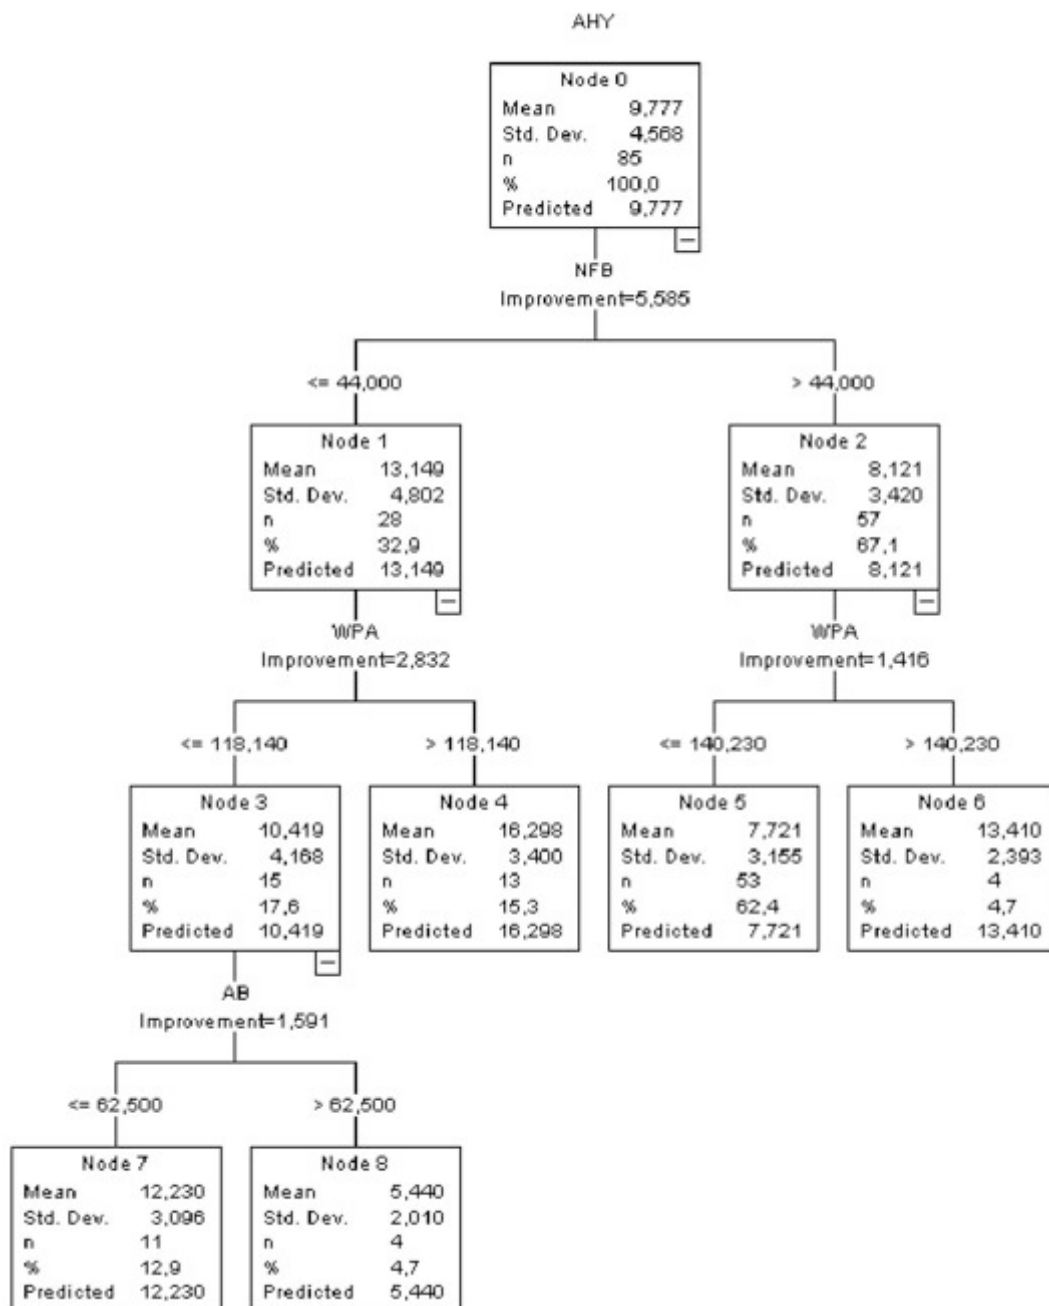 AHY
Node 0
Mean 9,777
Std. Dev. 4,568
n 85
% 100,0
Predicted 9,777
NFB
Improvement=5,585
<= 44,000
> 44,000
Node 1
Mean 13,149
Std. Dev. 4,802
n 28
% 32,9
Predicted 13,149
Node 2
Mean 8,121
Std. Dev. 3,420
n 57
% 67,1
Predicted 8,121
WPA
Improvement=2,832
WPA
Improvement=1,416
<= 118,140
> 118,140
<= 140,230
> 140,230
Node 3
Mean 10,419
Std. Dev. 4,168
n 15
% 17,6
Predicted 10,419
Node 4
Mean 16,298
Std. Dev. 3,400
n 13
% 15,3
Predicted 16,298
Node 5
Mean 7,721
Std. Dev. 3,155
n 53
% 62,4
Predicted 7,721
Node 6
Mean 13,410
Std. Dev. 2,393
n 4
% 4,7
Predicted 13,410
AB
Improvement=1,591
<= 62,500
> 62,500
Node 7
Mean 12,230
Std. Dev. 3,096
n 11
% 12,9
Predicted 12,230
Node 8
Mean 5,440
Std. Dev. 2,010
n 4
% 4,7
Predicted 5,440